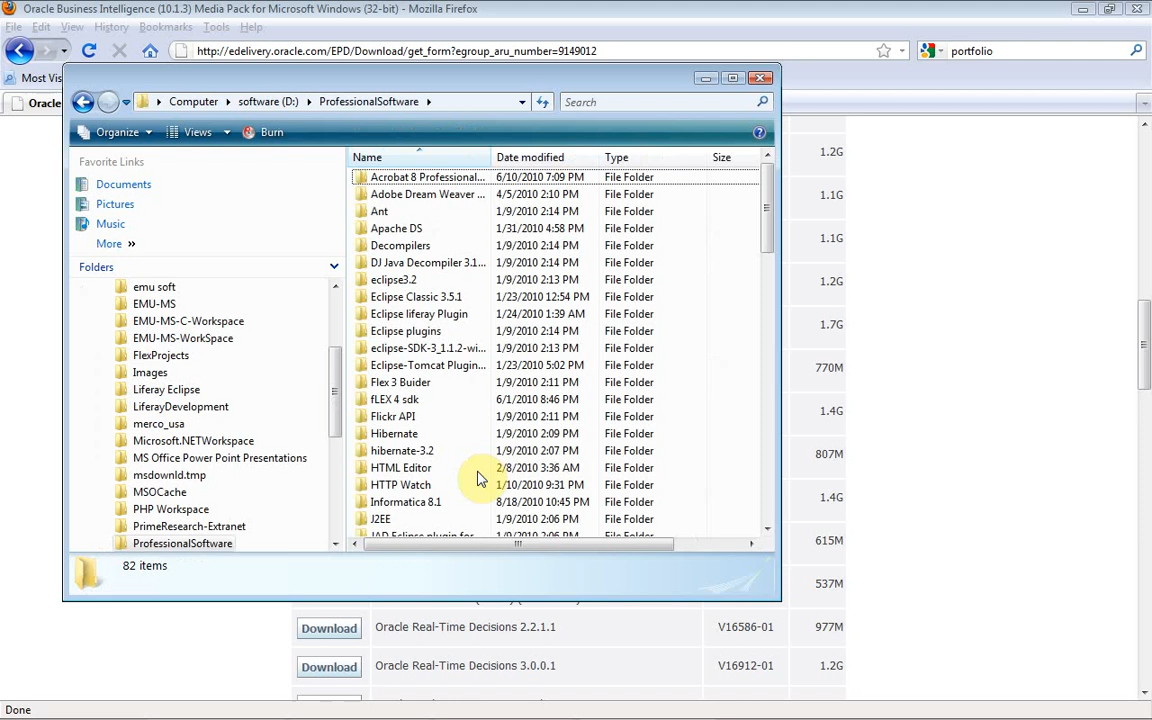 Oracle Business Intelligence (10.1.3) Media Pack for Microsoft Windows (32-bit) - Mozilla Firefox
File Edit View History Bookmarks Tools Help
http://edelivery.oracle.com/EPD/Download/get_form?egroup_aru_number=9149012
portfolio
Most Vis
Oracle
Computer software (D:) ProfessionalSoftware
Search
Organize Views Burn
Favorite Links
Documents
Pictures
Music
More »
Folders
emu soft
EMU-MS
EMU-MS-C-Workspace
EMU-MS-WorkSpace
FlexProjects
Images
Liferay Eclipse
LiferayDevelopment
merco_usa
Microsoft.NETWorkspace
MS Office Power Point Presentations
msdownld.tmp
MSOCache
PHP Workspace
PrimeResearch-Extranet
ProfessionalSoftware
Name Date modified Type Size
Acrobat 8 Professional... 6/10/2010 7:09 PM File Folder
Adobe Dream Weaver ... 4/5/2010 2:10 PM File Folder
Ant 1/9/2010 2:14 PM File Folder
Apache DS 1/31/2010 4:58 PM File Folder
Decompilers 1/9/2010 2:14 PM File Folder
DJ Java Decompiler 3.1... 1/9/2010 2:14 PM File Folder
eclipse3.2 1/9/2010 2:13 PM File Folder
Eclipse Classic 3.5.1 1/23/2010 12:54 PM File Folder
Eclipse liferay Plugin 1/24/2010 1:39 AM File Folder
Eclipse plugins 1/9/2010 2:14 PM File Folder
eclipse-SDK-3_1.1.2-wi... 1/9/2010 2:13 PM File Folder
Eclipse-Tomcat Plugin... 1/23/2010 5:02 PM File Folder
Flex 3 Buider 1/9/2010 2:11 PM File Folder
fLEX 4 sdk 6/1/2010 8:46 PM File Folder
Flickr API 1/9/2010 2:11 PM File Folder
Hibernate 1/9/2010 2:09 PM File Folder
hibernate-3.2 1/9/2010 2:07 PM File Folder
HTML Editor 2/8/2010 3:36 AM File Folder
HTTP Watch 1/10/2010 9:31 PM File Folder
Informatica 8.1 8/18/2010 10:45 PM File Folder
J2EE 1/9/2010 2:06 PM File Folder
JAD Eclipse plugin for 1/9/2010 2:06 PM File Folder
82 items
1.2G
1.1G
1.1G
1.2G
1.7G
770M
1.4G
807M
1.4G
615M
537M
Download Oracle Real-Time Decisions 2.2.1.1 V16586-01 977M
Download Oracle Real-Time Decisions 3.0.0.1 V16912-01 1.2G
Done